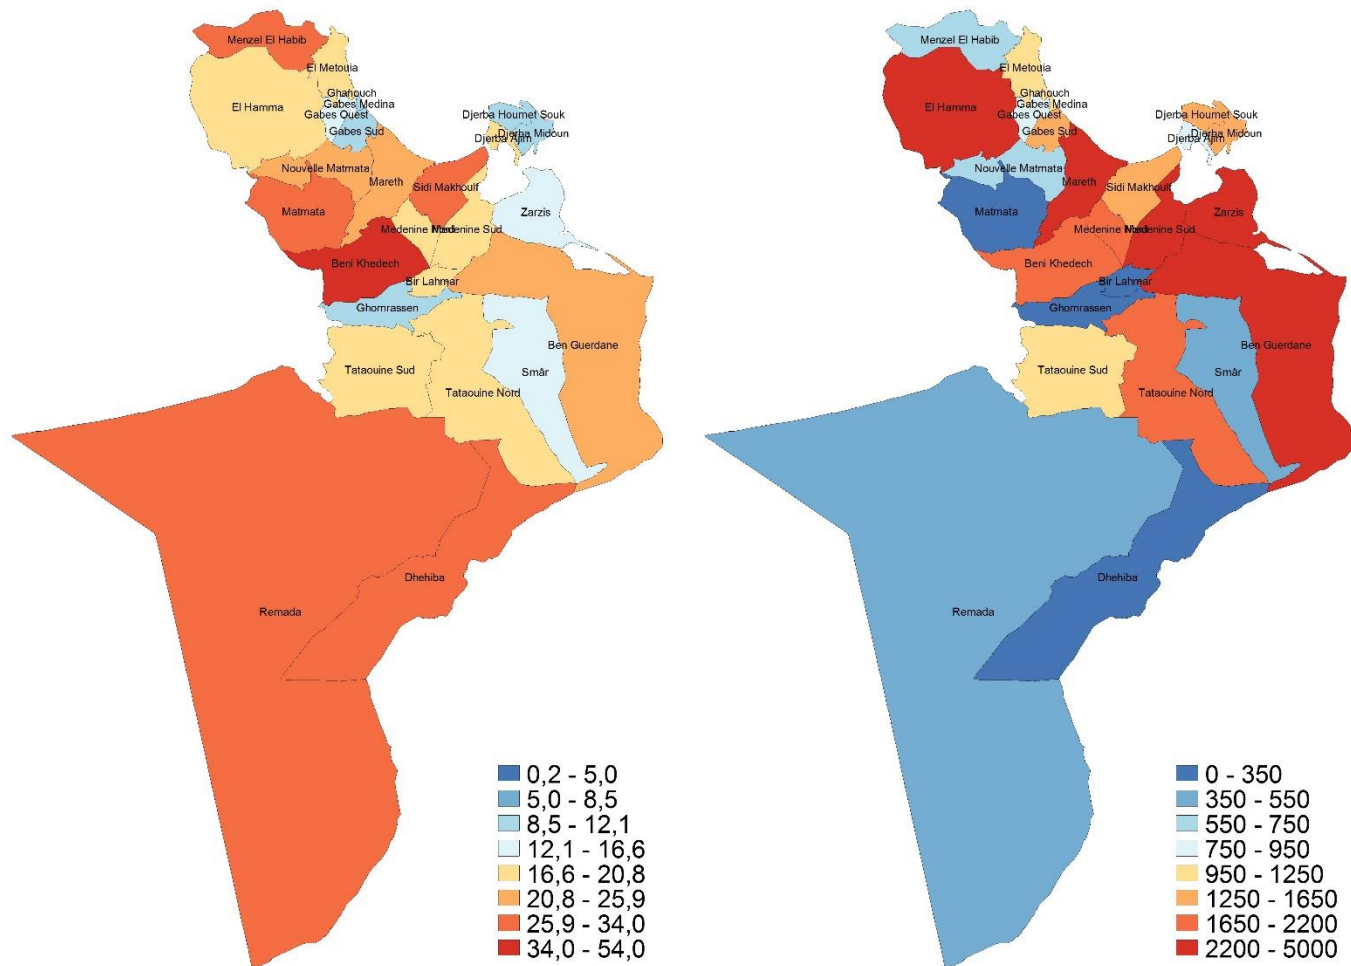 Menzel El Habib
El Metouia
El Hamma
Ghanouch
Gabes Medina
Gabes Ouest
Gabes Sud
Djerba Houmet Souk
Djerba Midoun
Djerba Ajim
Nouvelle Matmata
Mareth
Sidi Makhoulf
Matmata
Zarzis
Medenine Nord
Medenine Sud
Beni Khedech
Bir Lahmar
Ghomrassen
Ben Guerdane
Tataouine Sud
Smâr
Tataouine Nord
Dhehiba
Remada
0,2 - 5,0
5,0 - 8,5
8,5 - 12,1
12,1 - 16,6
16,6 - 20,8
20,8 - 25,9
25,9 - 34,0
34,0 - 54,0
Menzel El Habib
El Metouia
El Hamma
Ghanouch
Gabes Medina
Gabes Ouest
Gabes Sud
Djerba Houmet Souk
Djerba Midoun
Djerba Ajim
Nouvelle Matmata
Mareth
Sidi Makhoulf
Matmata
Zarzis
Medenine Nord
Medenine Sud
Beni Khedech
Bir Lahmar
Ghomrassen
Ben Guerdane
Tataouine Sud
Smâr
Tataouine Nord
Dhehiba
Remada
0 - 350
350 - 550
550 - 750
750 - 950
950 - 1250
1250 - 1650
1650 - 2200
2200 - 5000